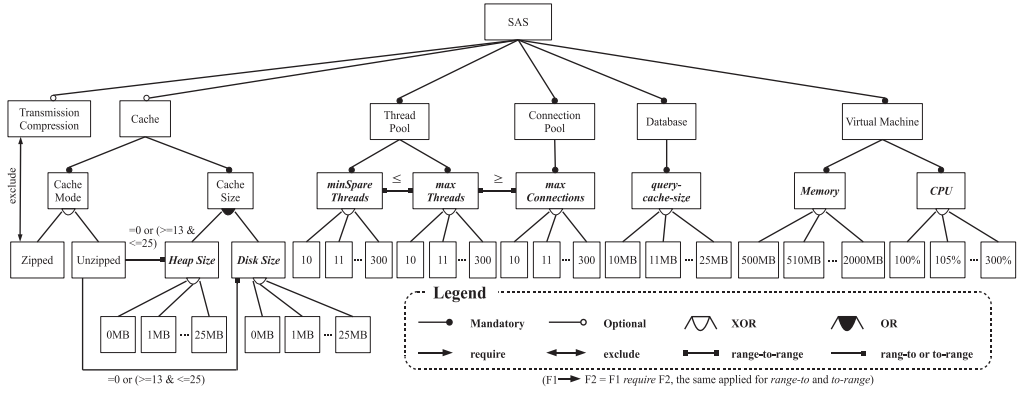 SAS
Transmission
Compression
Cache
Thread
Pool
Connection
Pool
Database
Virtual Machine
exclude
Cache
Mode
Cache
Size
minSpare
Threads
≤
max
Threads
≥
max
Connections
query-
cache-size
Memory
CPU
=0 or (>=13 &
<=25)
Zipped
Unzipped
Heap Size
Disk Size
10
11
...
300
10
11
...
300
10
11
...
300
10MB
11MB
...
25MB
500MB
510MB
...
2000MB
100%
105%
...
300%
0MB
1MB
...
25MB
0MB
1MB
...
25MB
=0 or (>=13 & <=25)
Legend
Mandatory
Optional
XOR
OR
require
exclude
rang-to-range
rang-to or to-range
(F1 → F2 = F1 require F2, the same applied for range-to and to-range)